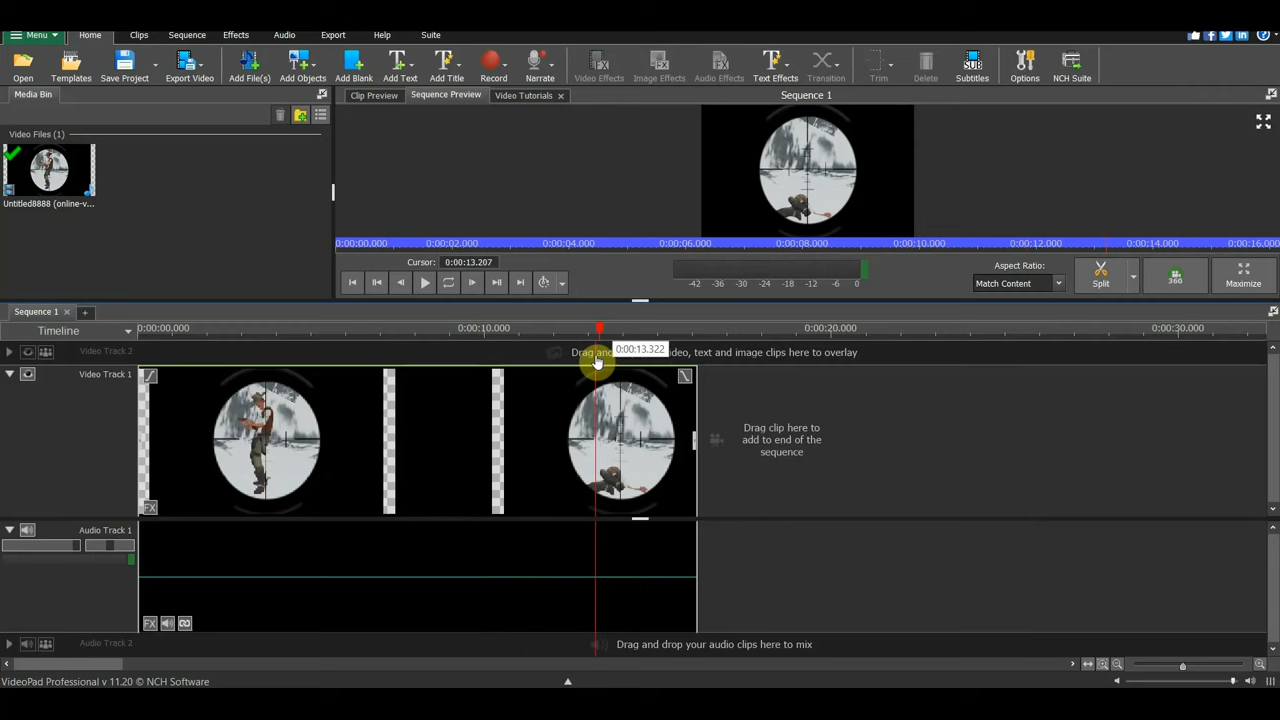 Menu Home Clips Sequence Effects Audio Export Help Suite
Open Templates Save Project Export Video Add File(s) Add Objects Add Blank Add Text Add Title Record Narrate Video Effects Image Effects Audio Effects Text Effects Transition Trim Delete Subtitles Options NCH Suite
Media Bin
Clip Preview Sequence Preview Video Tutorials Sequence 1
Video Files (1)
Untitled8888 (online-v...
0:00:00.000 0:00:02.000 0:00:04.000 0:00:06.000 0:00:08.000 0:00:10.000 0:00:12.000 0:00:14.000 0:00:16.000
Cursor: 0:00:13.207
Aspect Ratio:
Match Content
-42 -36 -30 -24 -18 -12 -6 0
Split 360 Maximize
Sequence 1
Timeline 0:00:00.000 0:00:10.000 0:00:20.000 0:00:30.000
0:00:13.322
Video Track 2
Drag and video, text and image clips here to overlay
Video Track 1
Drag clip here to
add to end of the
sequence
FX
Audio Track 1
FX
Audio Track 2
Drag and drop your audio clips here to mix
VideoPad Professional v 11.20 © NCH Software